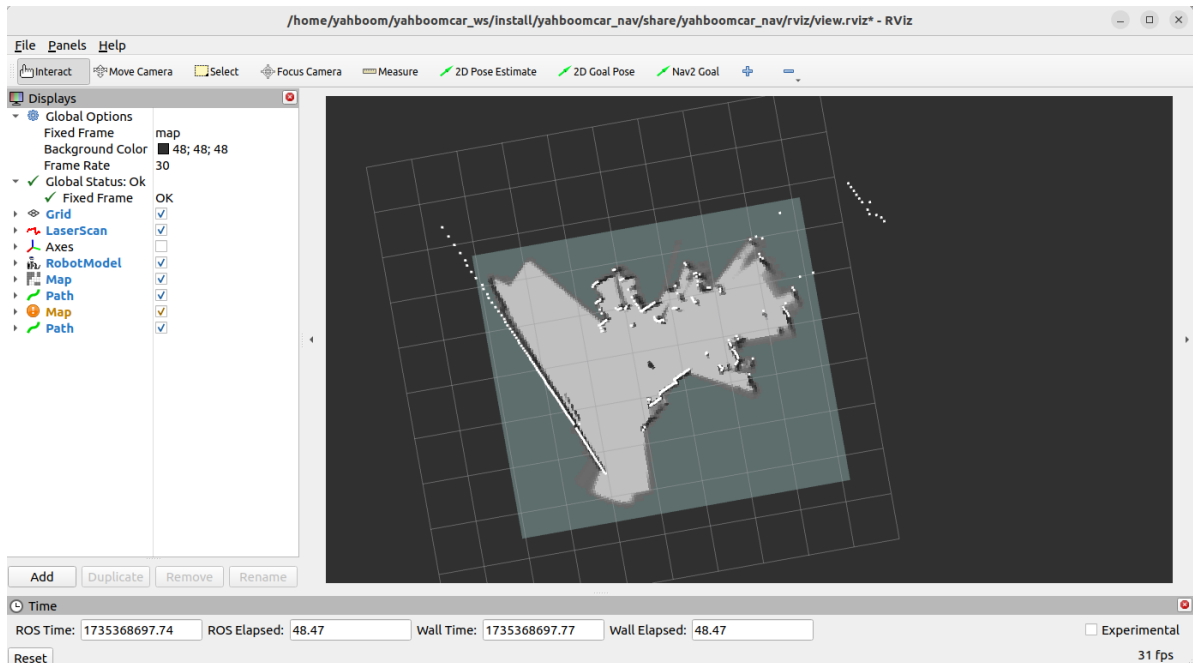 /home/yahboom/yahboomcar_ws/install/yahboomcar_nav/share/yahboomcar_nav/rviz/view.rviz* - RViz
File Panels Help
Interact Move Camera Select Focus Camera Measure 2D Pose Estimate 2D Goal Pose Nav2 Goal
Displays
Global Options
Fixed Frame map
Background Color 48; 48; 48
Frame Rate 30
Global Status: Ok
Fixed Frame OK
Grid
LaserScan
Axes
RobotModel
Map
Path
Map
Path
Add Duplicate Remove Rename
Time
ROS Time: 1735368697.74 ROS Elapsed: 48.47 Wall Time: 1735368697.77 Wall Elapsed: 48.47 Experimental
Reset 31 fps